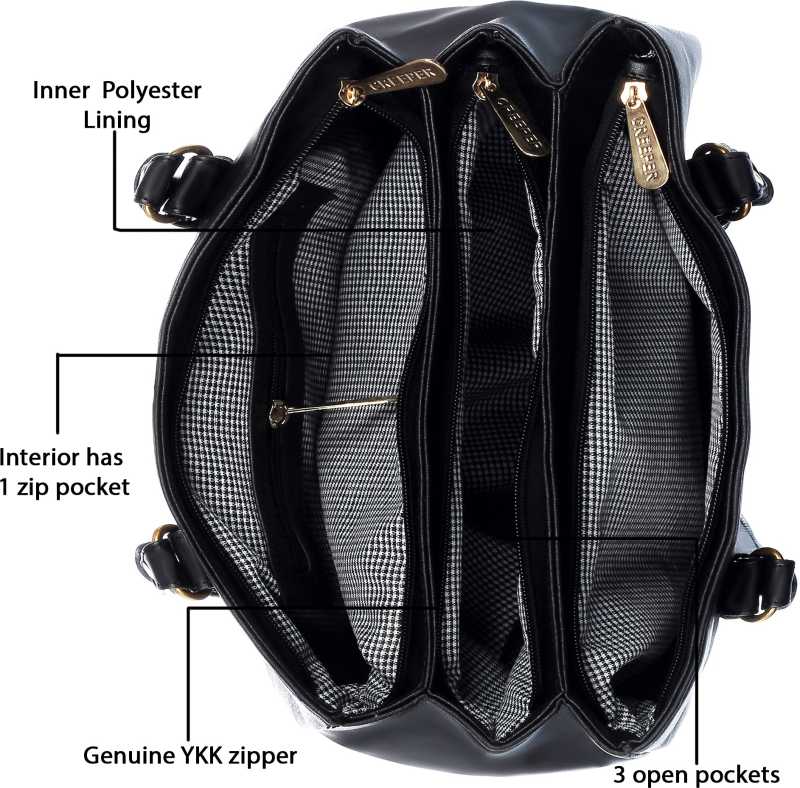 Inner Polyester
Lining
CREEPER
CREEPER
CREEPER
Interior has
1 zip pocket
Genuine YKK zipper
3 open pockets